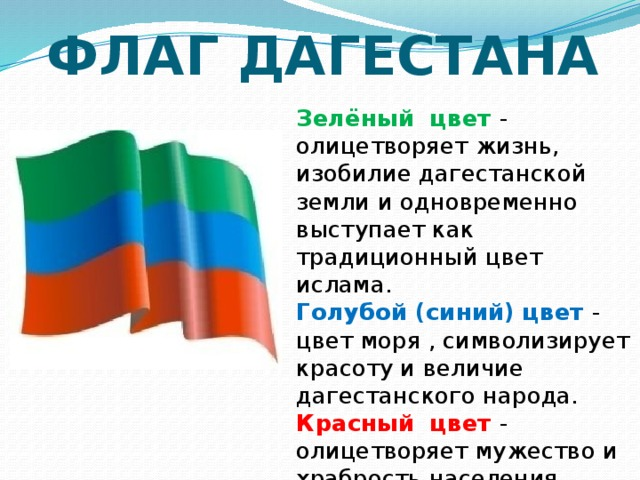 ФЛАГ ДАГЕСТАНА
Зелёный цвет -
олицетворяет жизнь,
изобилие дагестанской
земли и одновременно
выступает как
традиционный цвет
ислама.
Голубой (синий) цвет -
цвет моря , символизирует
красоту и величие
дагестанского народа.
Красный цвет -
олицетворяет мужество и
храбрость населения